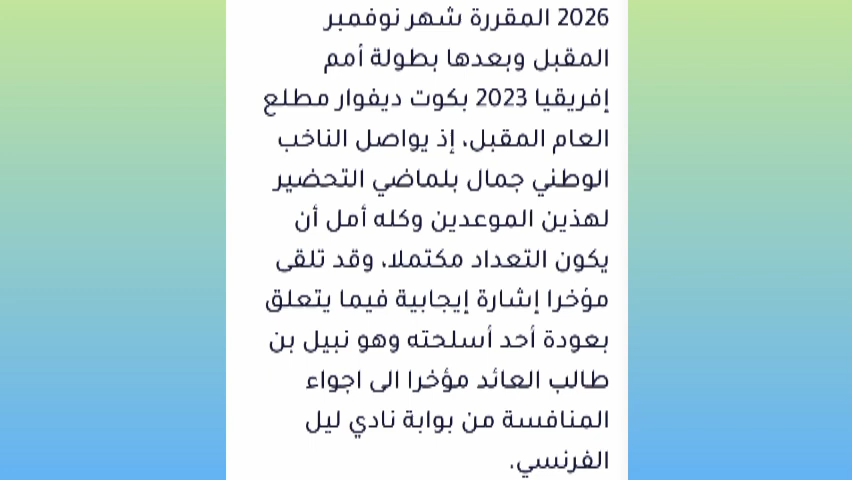 2026 المقررة شهر نوفمبر
المقبل وبعدها بطولة أمم
إفريقيا 2023 بكوت ديفوار مطلع
العام المقبل، إذ يواصل الناخب
الوطني جمال بلماضي التحضير
لهذين الموعدين وكله أمل أن
يكون التعداد مكتملا، وقد تلقى
مؤخرا إشارة إيجابية فيما يتعلق
بعودة أحد أسلحته وهو نبيل بن
طالب العائد مؤخرا الى اجواء
المنافسة من بوابة نادي ليل
الفرنسي.